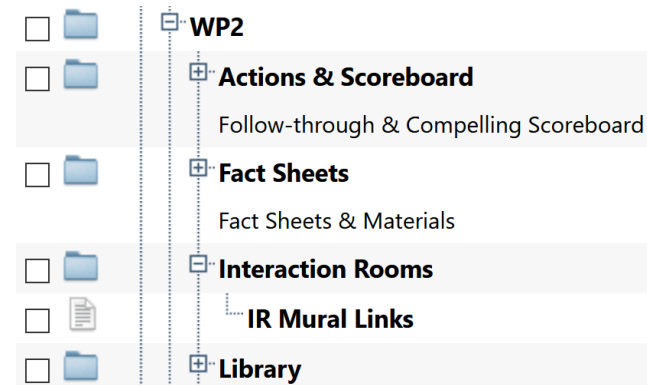 WP2
Actions & Scoreboard
Follow-through & Compelling Scoreboard
Fact Sheets
Fact Sheets & Materials
Interaction Rooms
IR Mural Links
Library